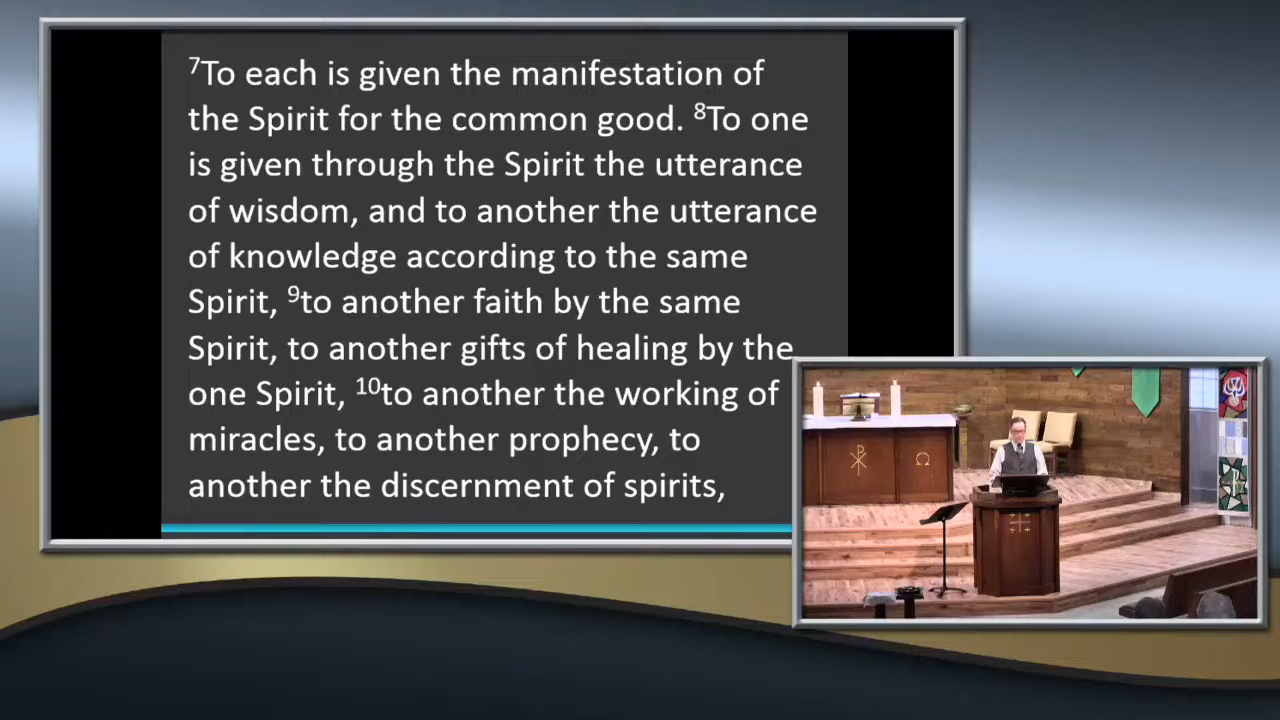 ⁷To each is given the manifestation of
the Spirit for the common good. ⁸To one
is given through the Spirit the utterance
of wisdom, and to another the utterance
of knowledge according to the same
Spirit, ⁹to another faith by the same
Spirit, to another gifts of healing by the
one Spirit, ¹⁰to another the working of
miracles, to another prophecy, to
another the discernment of spirits,
Ω